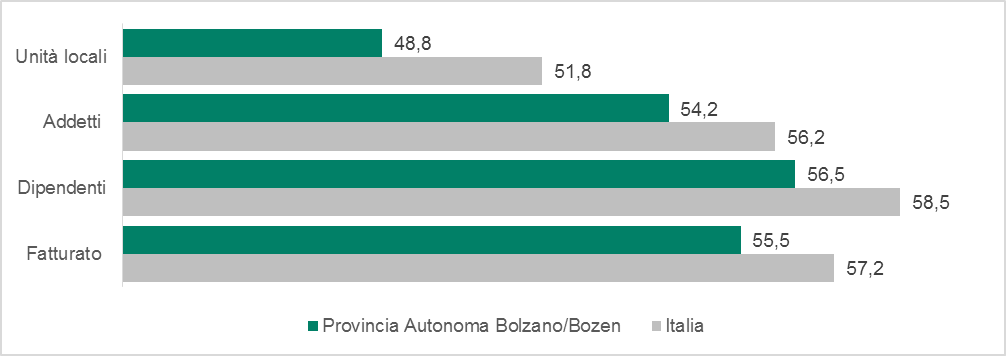 Unità locali
48,8
51,8
Addetti
54,2
56,2
Dipendenti
56,5
58,5
Fatturato
55,5
57,2
Provincia Autonoma Bolzano/Bozen
Italia